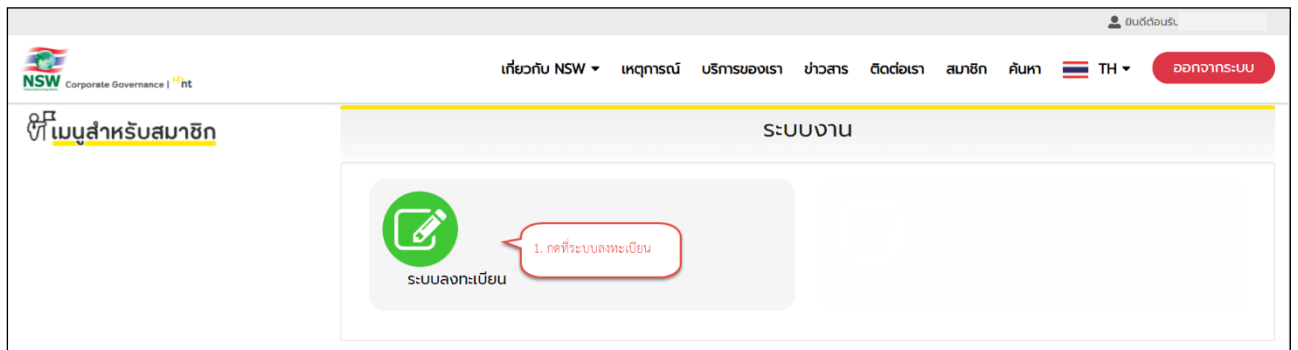 ยินดีต้อนรับ
NSW Corporate Governance | nt
เกี่ยวกับ NSW เหตุการณ์ บริการของเรา ข่าวสาร ติดต่อเรา สมาชิก ค้นหา TH ออกจากระบบ
เมนูสำหรับสมาชิก
ระบบงาน
1. กดที่ระบบลงทะเบียน
ระบบลงทะเบียน